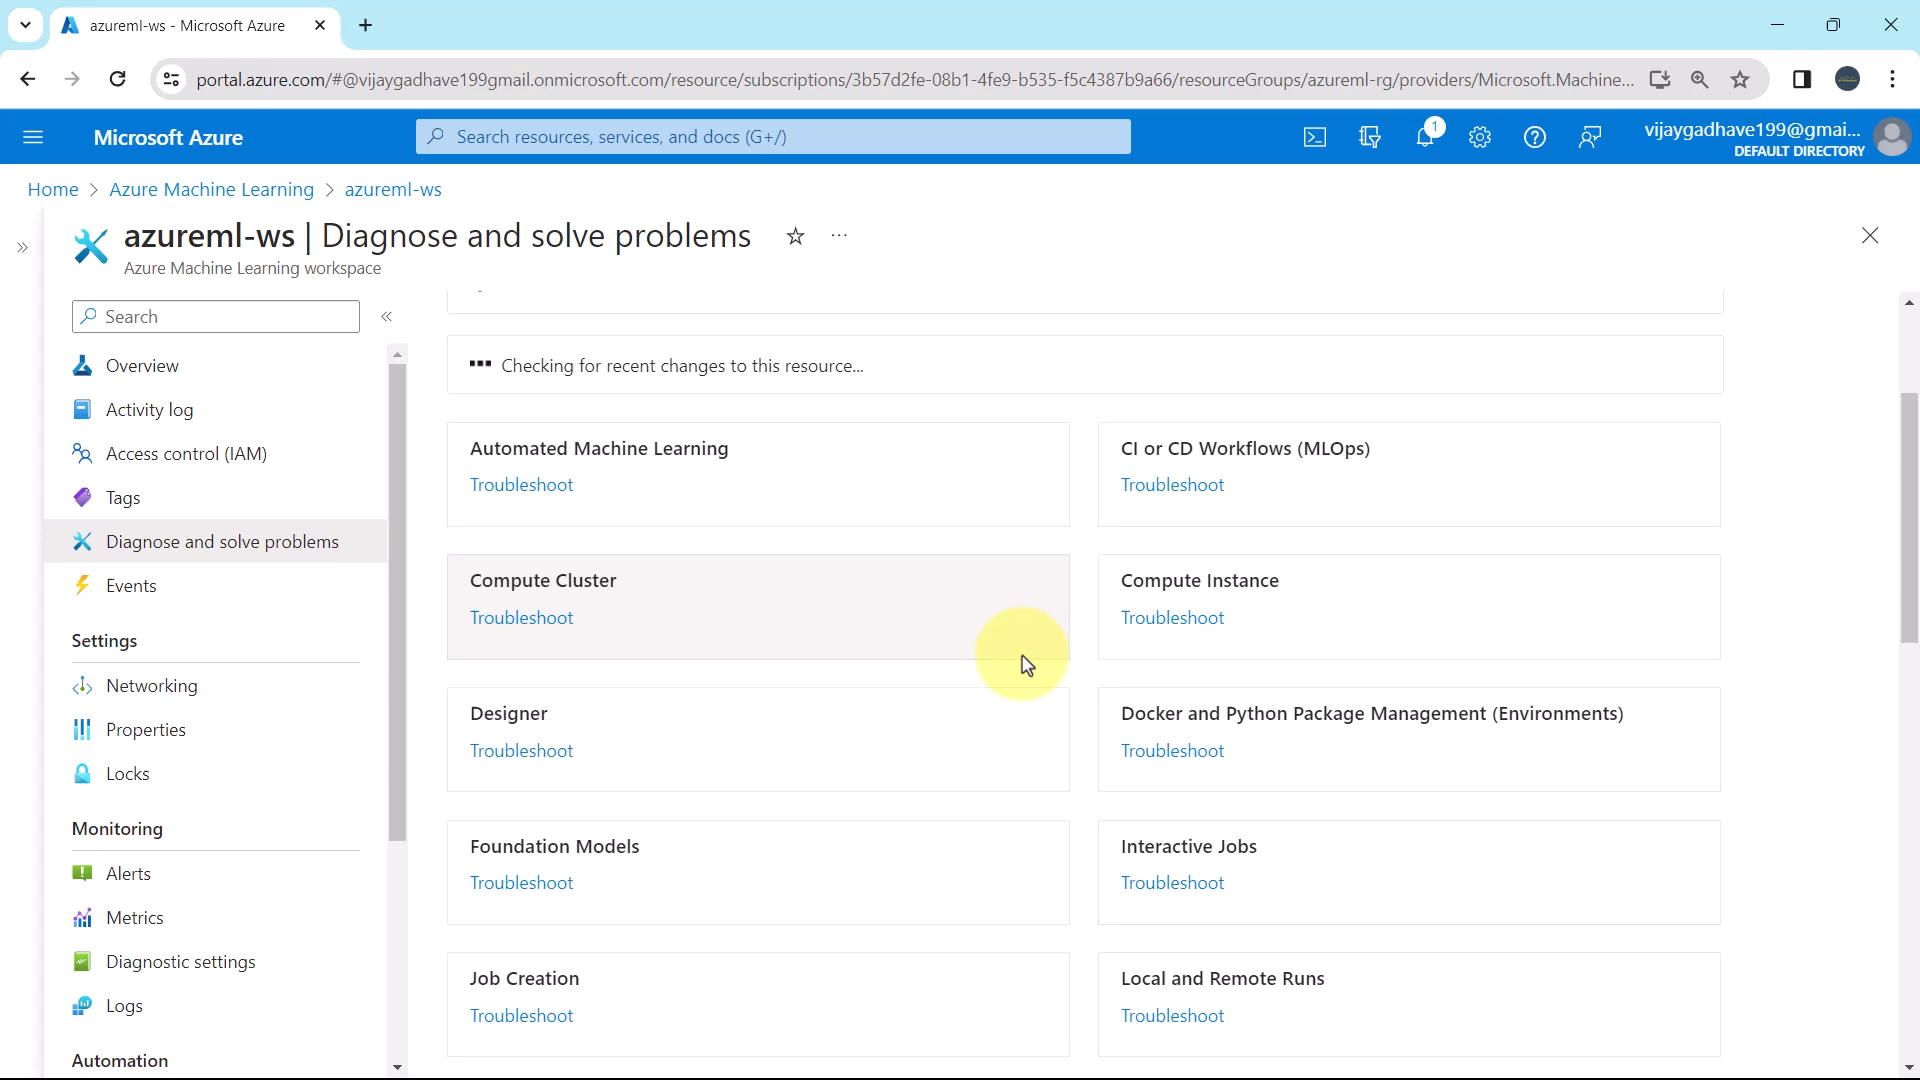 azureml-ws - Microsoft Azure
portal.azure.com/#@vijaygadhave199gmail.onmicrosoft.com/resource/subscriptions/3b57d2fe-08b1-4fe9-b535-f5c4387b9a66/resourceGroups/azureml-rg/providers/Microsoft.Machine...
Microsoft Azure
Search resources, services, and docs (G+/)
1
vijaygadhave199@gmai...
DEFAULT DIRECTORY
Home > Azure Machine Learning > azureml-ws
azureml-ws | Diagnose and solve problems
Azure Machine Learning workspace
Search
Overview
Activity log
Access control (IAM)
Tags
Diagnose and solve problems
Events
Settings
Networking
Properties
Locks
Monitoring
Alerts
Metrics
Diagnostic settings
Logs
Automation
Checking for recent changes to this resource...
Automated Machine Learning
Troubleshoot
CI or CD Workflows (MLOps)
Troubleshoot
Compute Cluster
Troubleshoot
Compute Instance
Troubleshoot
Designer
Troubleshoot
Docker and Python Package Management (Environments)
Troubleshoot
Foundation Models
Troubleshoot
Interactive Jobs
Troubleshoot
Job Creation
Troubleshoot
Local and Remote Runs
Troubleshoot